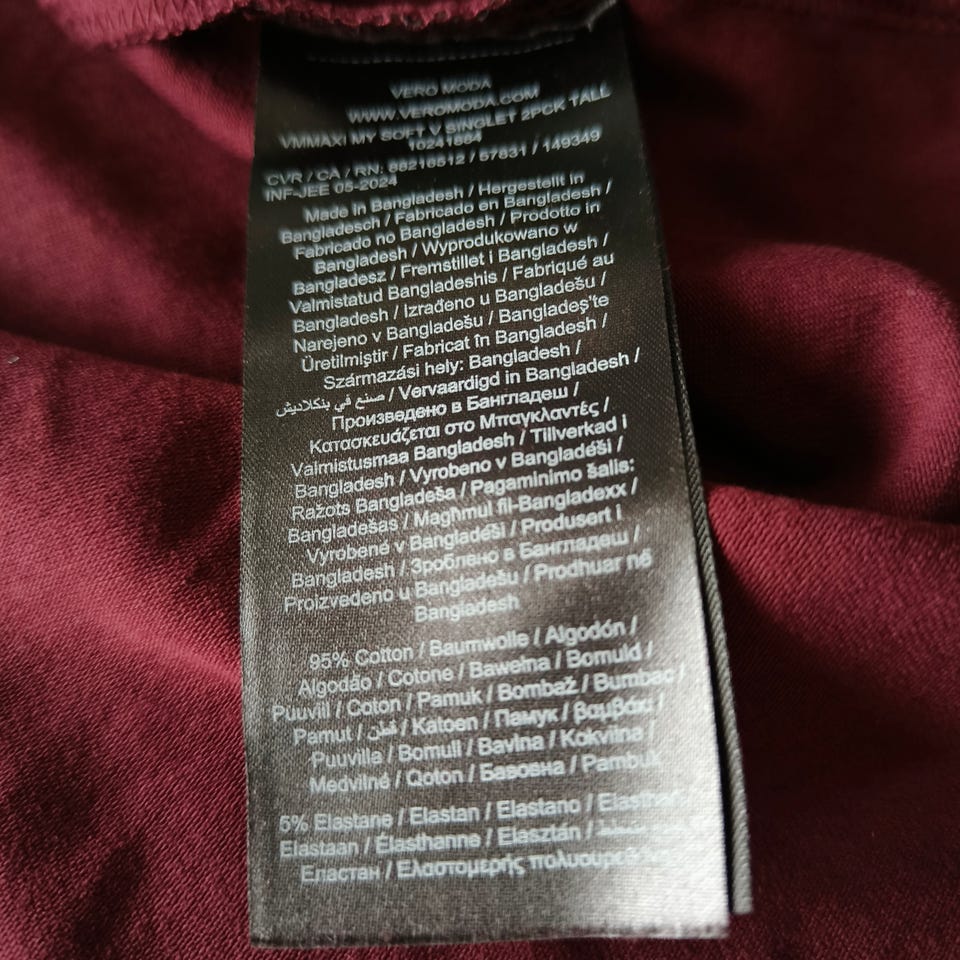 VERO MODA
WWW.VEROMODA.COM
VMMAXI MY SOFT V SINGLET 2PCK TALL
10241664
CVR / CA / RN: 88216512 / 57831 / 149349
INF-JEE 05-2024
Made in Bangladesh / Hergestellt in
Bangladesch / Fabricado en Bangladesh /
Fabricado no Bangladesh / Prodotto in
Bangladesh / Wyprodukowano w
Bangladesz / Fremstillet i Bangladesh /
Valmistatud Bangladeshis / Fabriqué au
Bangladesh / Izrađeno u Bangladešu /
Narejeno v Bangladešu / Bangladeş'te
Üretilmiştir / Fabricat în Bangladesh /
Származási hely: Bangladesh /
صنع في بنكلاديش / Vervaardigd in Bangladesh /
Произведено в Бангладеш /
Κατασκευάζεται στο Μπαγκλαντές /
Valmistusmaa Bangladesh / Tillverkad i
Bangladesh / Vyrobeno v Bangladéši /
Ražots Bangladeša / Pagaminimo šalis:
Bangladešas / Magħmul fil-Bangladexx /
Vyrobené v Bangladéši / Produsert i
Bangladesh / Зроблено в Бангладеш /
Proizvedeno u Bangladešu / Prodhuar në
Bangladesh
95% Cotton / Baumwolle / Algodón /
Algodão / Cotone / Bawełna / Bomuld /
Puuvill / Coton / Pamuk / Bombaž / Bumbac /
Pamut / قطن / Katoen / Памук / βαμβάκι /
Puuvilla / Bomull / Bavlna / Kokvilna /
Medvilnė / Qoton / Бавовна / Pambuk
5% Elastane / Elastan / Elastano /
Elastaan / Élasthanne / Elasztán /
Еластан / Ελαστομερής